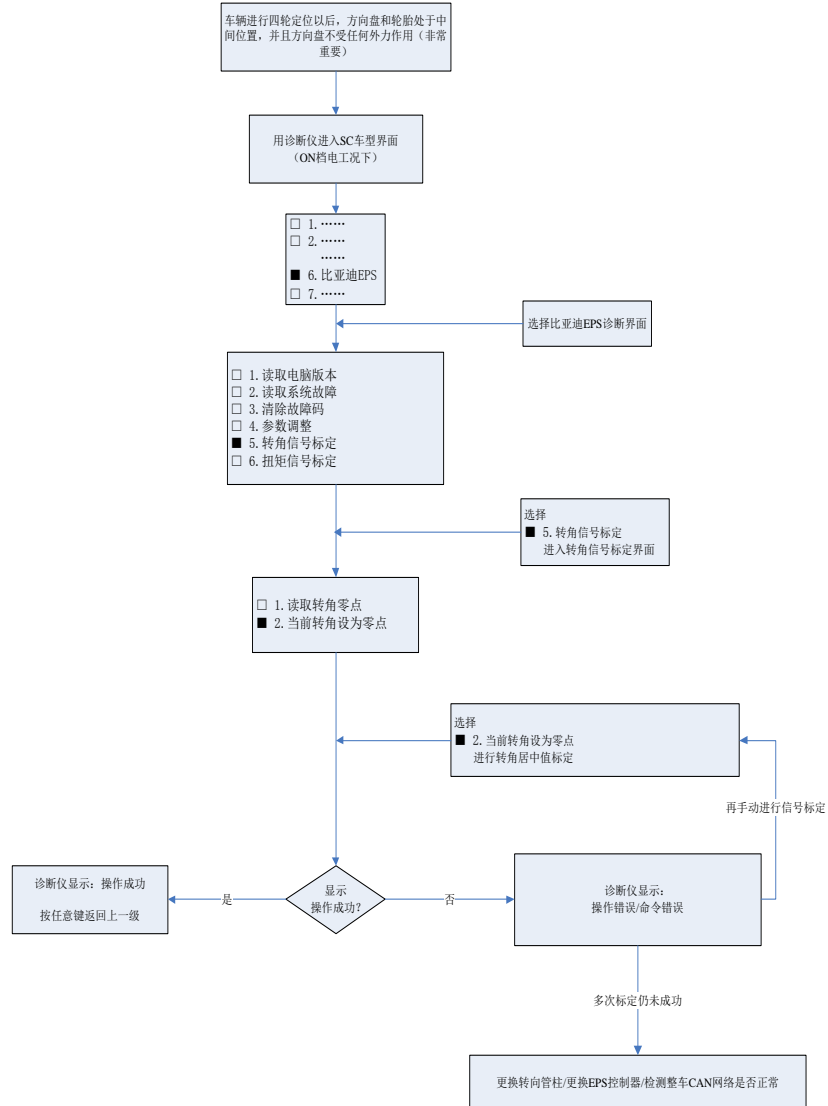 车辆进行四轮定位以后，方向盘和轮胎处于中
间位置，并且方向盘不受任何外力作用（非常
重要）
用诊断仪进入SC车型界面
（ON档电工况下）
□ 1.……
□ 2.……
……
■ 6.比亚迪EPS
□ 7.……
选择比亚迪EPS诊断界面
□ 1.读取电脑版本
□ 2.读取系统故障
□ 3.清除故障码
□ 4.参数调整
■ 5.转角信号标定
□ 6.扭矩信号标定
选择
■ 5.转角信号标定
进入转角信号标定界面
□ 1.读取转角零点
■ 2.当前转角设为零点
选择
■ 2.当前转角设为零点
进行转角居中值标定
再手动进行信号标定
诊断仪显示：操作成功
按任意键返回上一级
是
显示
操作成功？
否
诊断仪显示：
操作错误/命令错误
多次标定仍未成功
更换转向管柱/更换EPS控制器/检测整车CAN网络是否正常